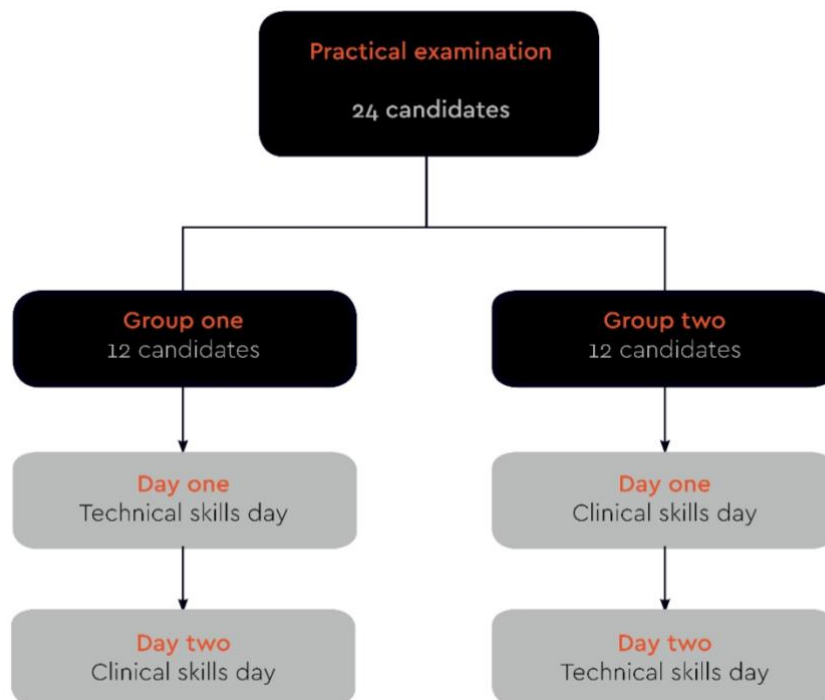 Practical examination
24 candidates
Group one
12 candidates
Group two
12 candidates
Day one
Technical skills day
Day one
Clinical skills day
Day two
Clinical skills day
Day two
Technical skills day